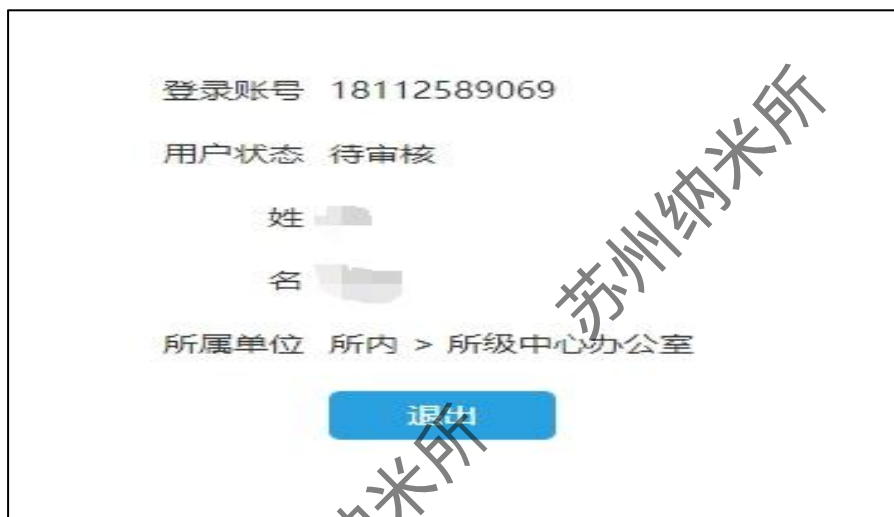 登录账号 18112589069
用户状态 待审核
姓
名
所属单位 所内 > 所级中心办公室
退出
苏州纳米所
纳米所